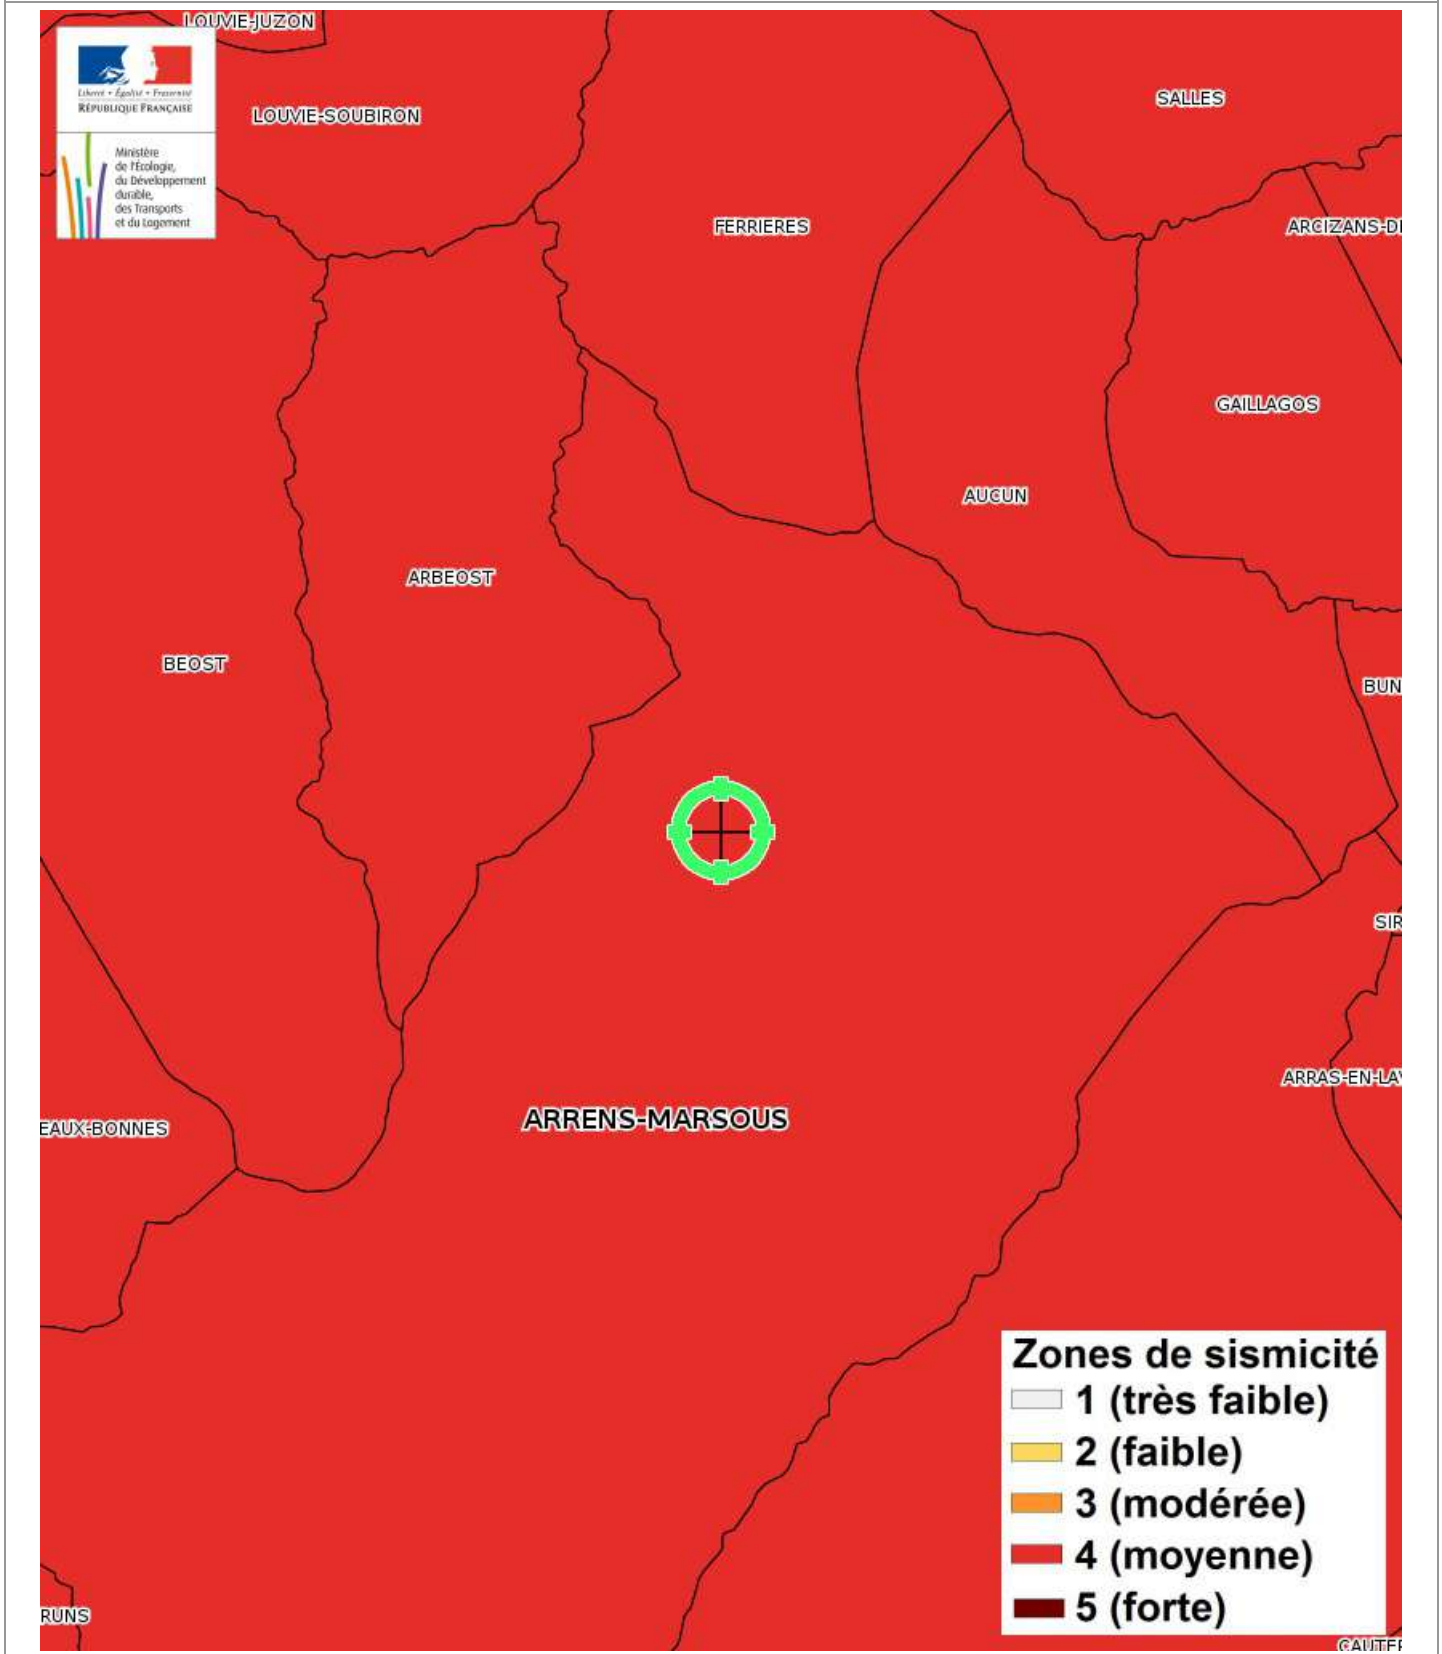 LOUVIE-JUZON
Liberté • Égalité • Fraternité
RÉPUBLIQUE FRANÇAISE
Ministère
de l'Écologie,
du Développement
durable,
des Transports
et du Logement
LOUVIE-SOUBIRON
SALLES
FERRIERES
ARCIZANS-D
GAILLAGOS
AUCUN
ARBEOST
BEOST
BUN
SIR
ARRAS-EN-LA
ARRENS-MARSOUS
EAUX-BONNES
Zones de sismicité
1 (très faible)
2 (faible)
3 (modérée)
4 (moyenne)
5 (forte)
RUNS
CAUTER